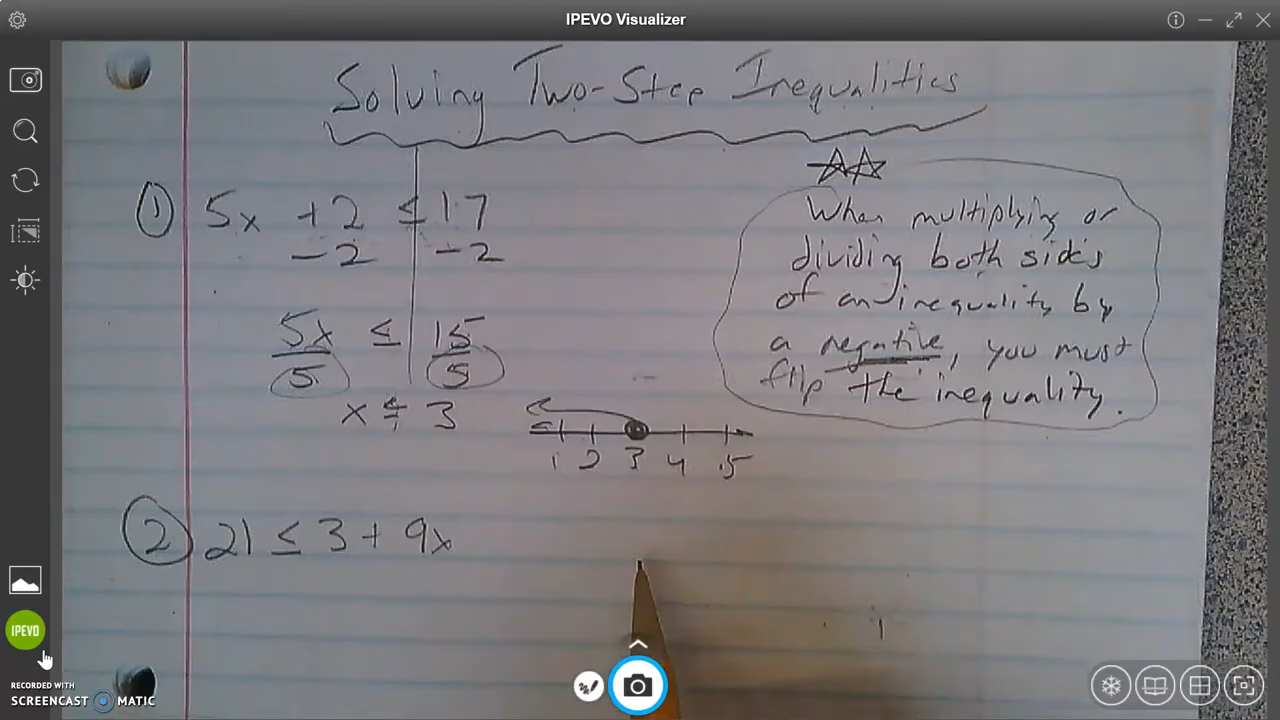 IPEVO Visualizer
Solving Two-Step Inequalities
① 5x + 2 ≤ 17
- 2 - 2
5x ≤ 15
5 5
x ≤ 3
1 2 3 4 5
When multiplying or
dividing both sides
of an inequality by
a negative, you must
flip the inequality.
② 21 ≤ 3 + 9x
IPEVO
RECORDED WITH
SCREENCAST MATIC